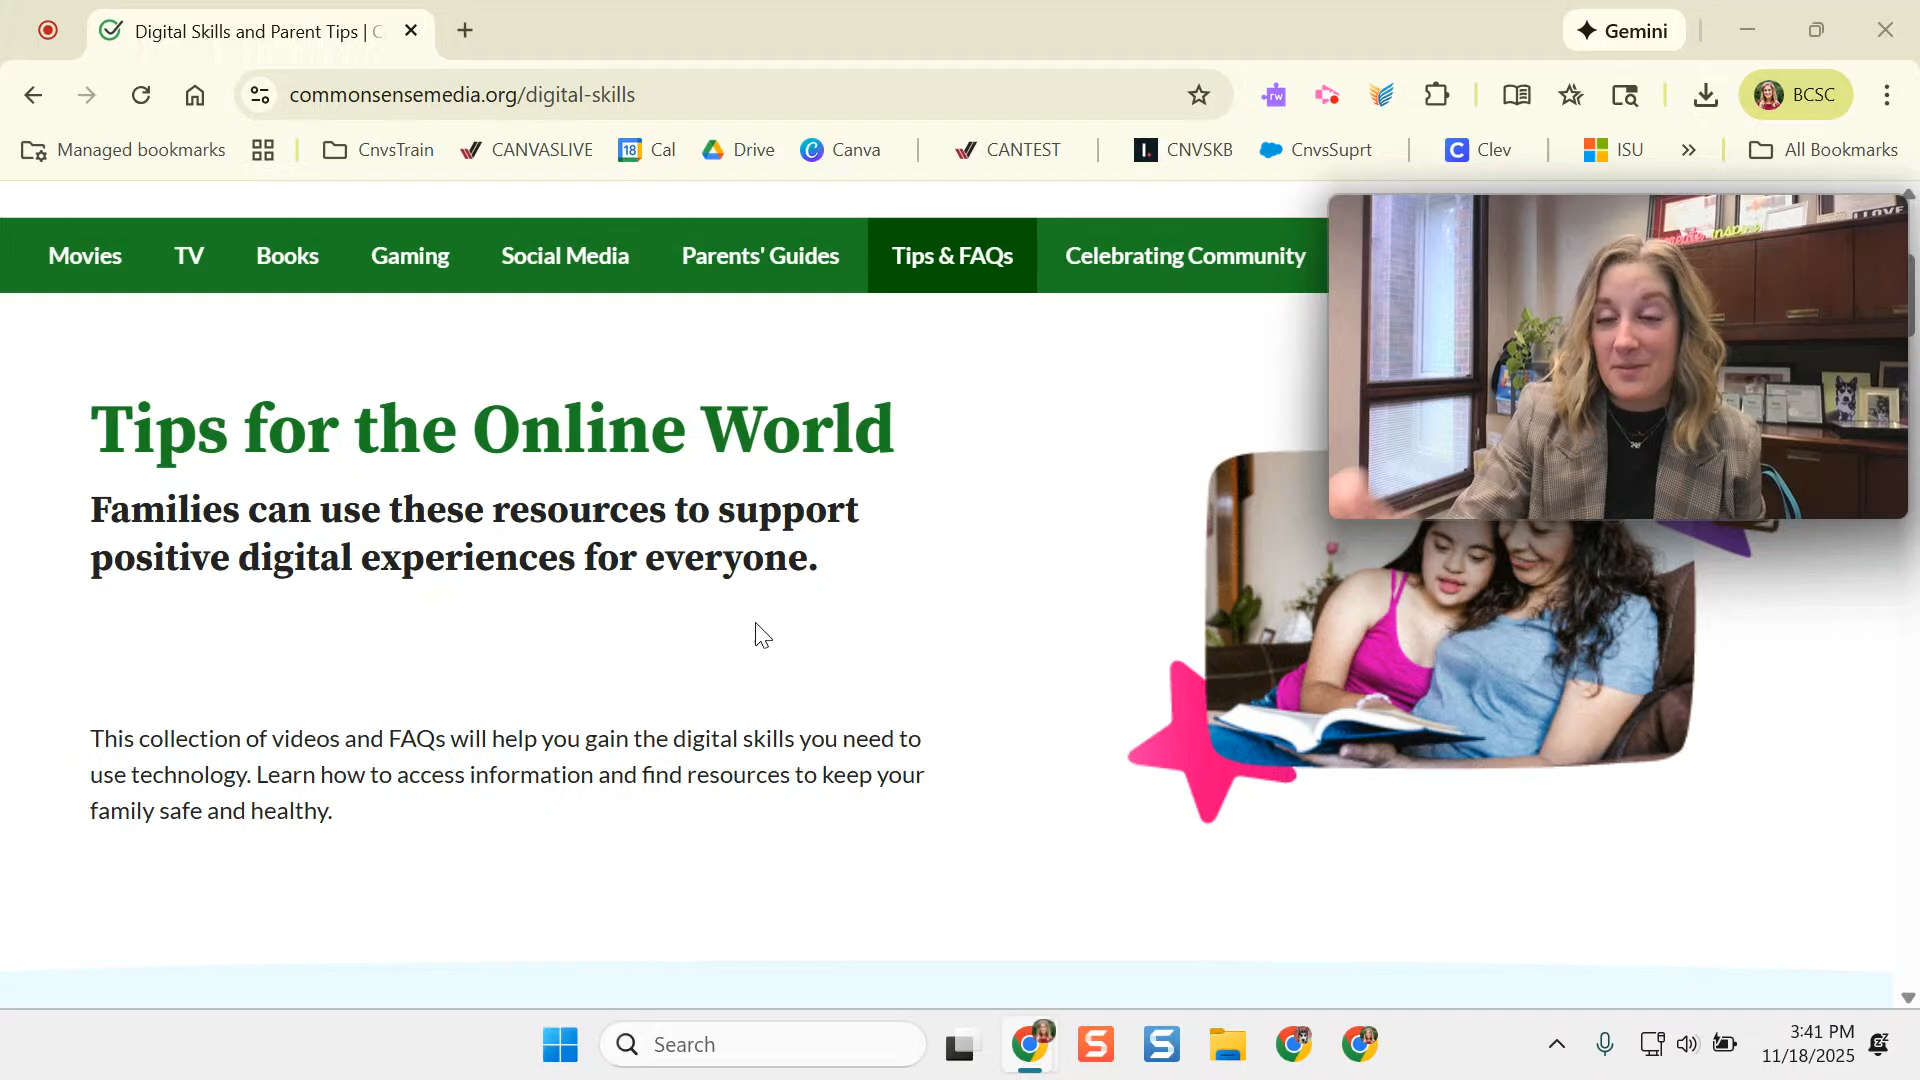 Digital Skills and Parent Tips | C
Gemini
commonsensemedia.org/digital-skills
BCSC
Managed bookmarks
CnvsTrain
CANVASLIVE
18
Cal
Drive
C
Canva
CANTEST
I.
CNVSKB
CnvsSuprt
C
Clev
ISU
All Bookmarks
Movies
TV
Books
Gaming
Social Media
Parents' Guides
Tips & FAQs
Celebrating Community
I LOVE
Tips for the Online World
Families can use these resources to support
positive digital experiences for everyone.
This collection of videos and FAQs will help you gain the digital skills you need to
use technology. Learn how to access information and find resources to keep your
family safe and healthy.
Search
S
S
3:41 PM
11/18/2025